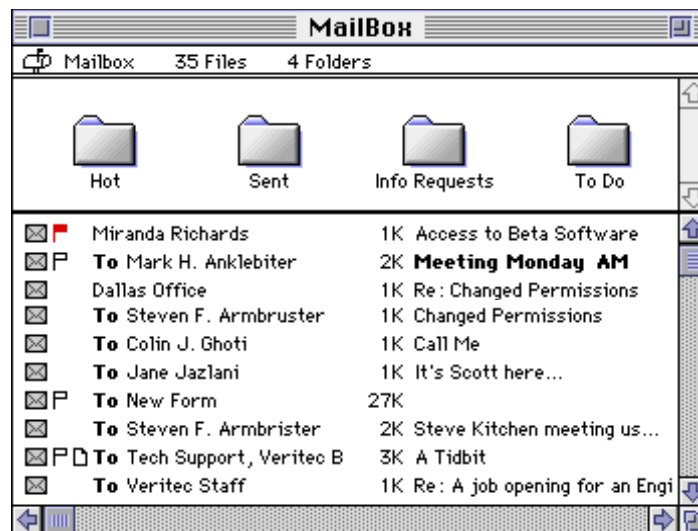 MailBox
Mailbox 35 Files 4 Folders
Hot Sent Info Requests To Do
Miranda Richards 1K Access to Beta Software
To Mark H. Anklebiter 2K Meeting Monday AM
Dallas Office 1K Re: Changed Permissions
To Steven F. Armbruster 1K Changed Permissions
To Colin J. Ghoti 1K Call Me
To Jane Jazlani 1K It's Scott here...
To New Form 27K
To Steven F. Armbrister 2K Steve Kitchen meeting us...
To Tech Support, Veritec B 3K A Tidbit
To Veritec Staff 1K Re: A job opening for an Engi